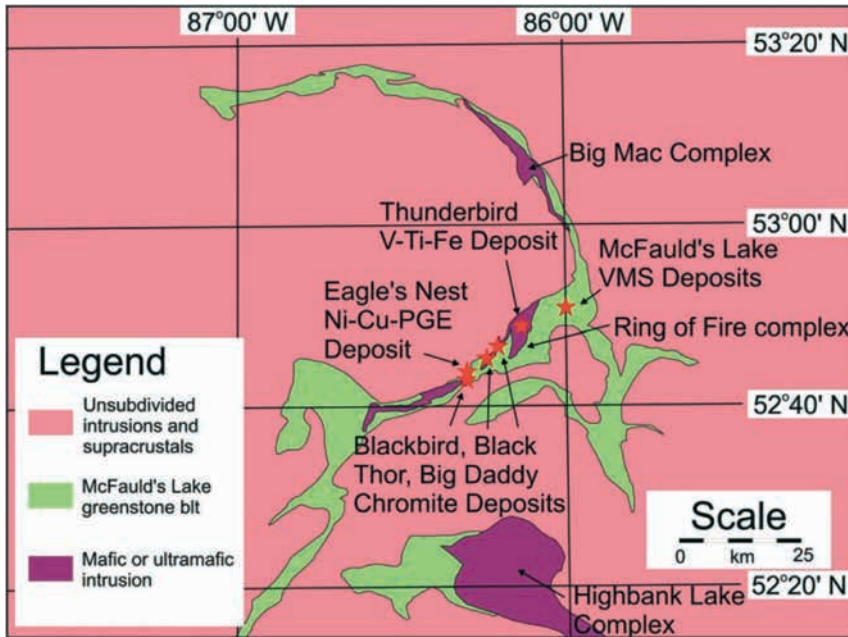 87°00' W
86°00' W
53°20' N
Big Mac Complex
Thunderbird
V-Ti-Fe Deposit
53°00' N
McFauld's Lake
VMS Deposits
Eagle's Nest
Ni-Cu-PGE
Deposit
Ring of Fire complex
Legend
Unsubdivided
intrusions and
supracrustals
McFauld's Lake
greenstone blt
Mafic or ultramafic
intrusion
52°40' N
Blackbird, Black
Thor, Big Daddy
Chromite Deposits
Scale
0 km 25
52°20' N
Highbank Lake
Complex